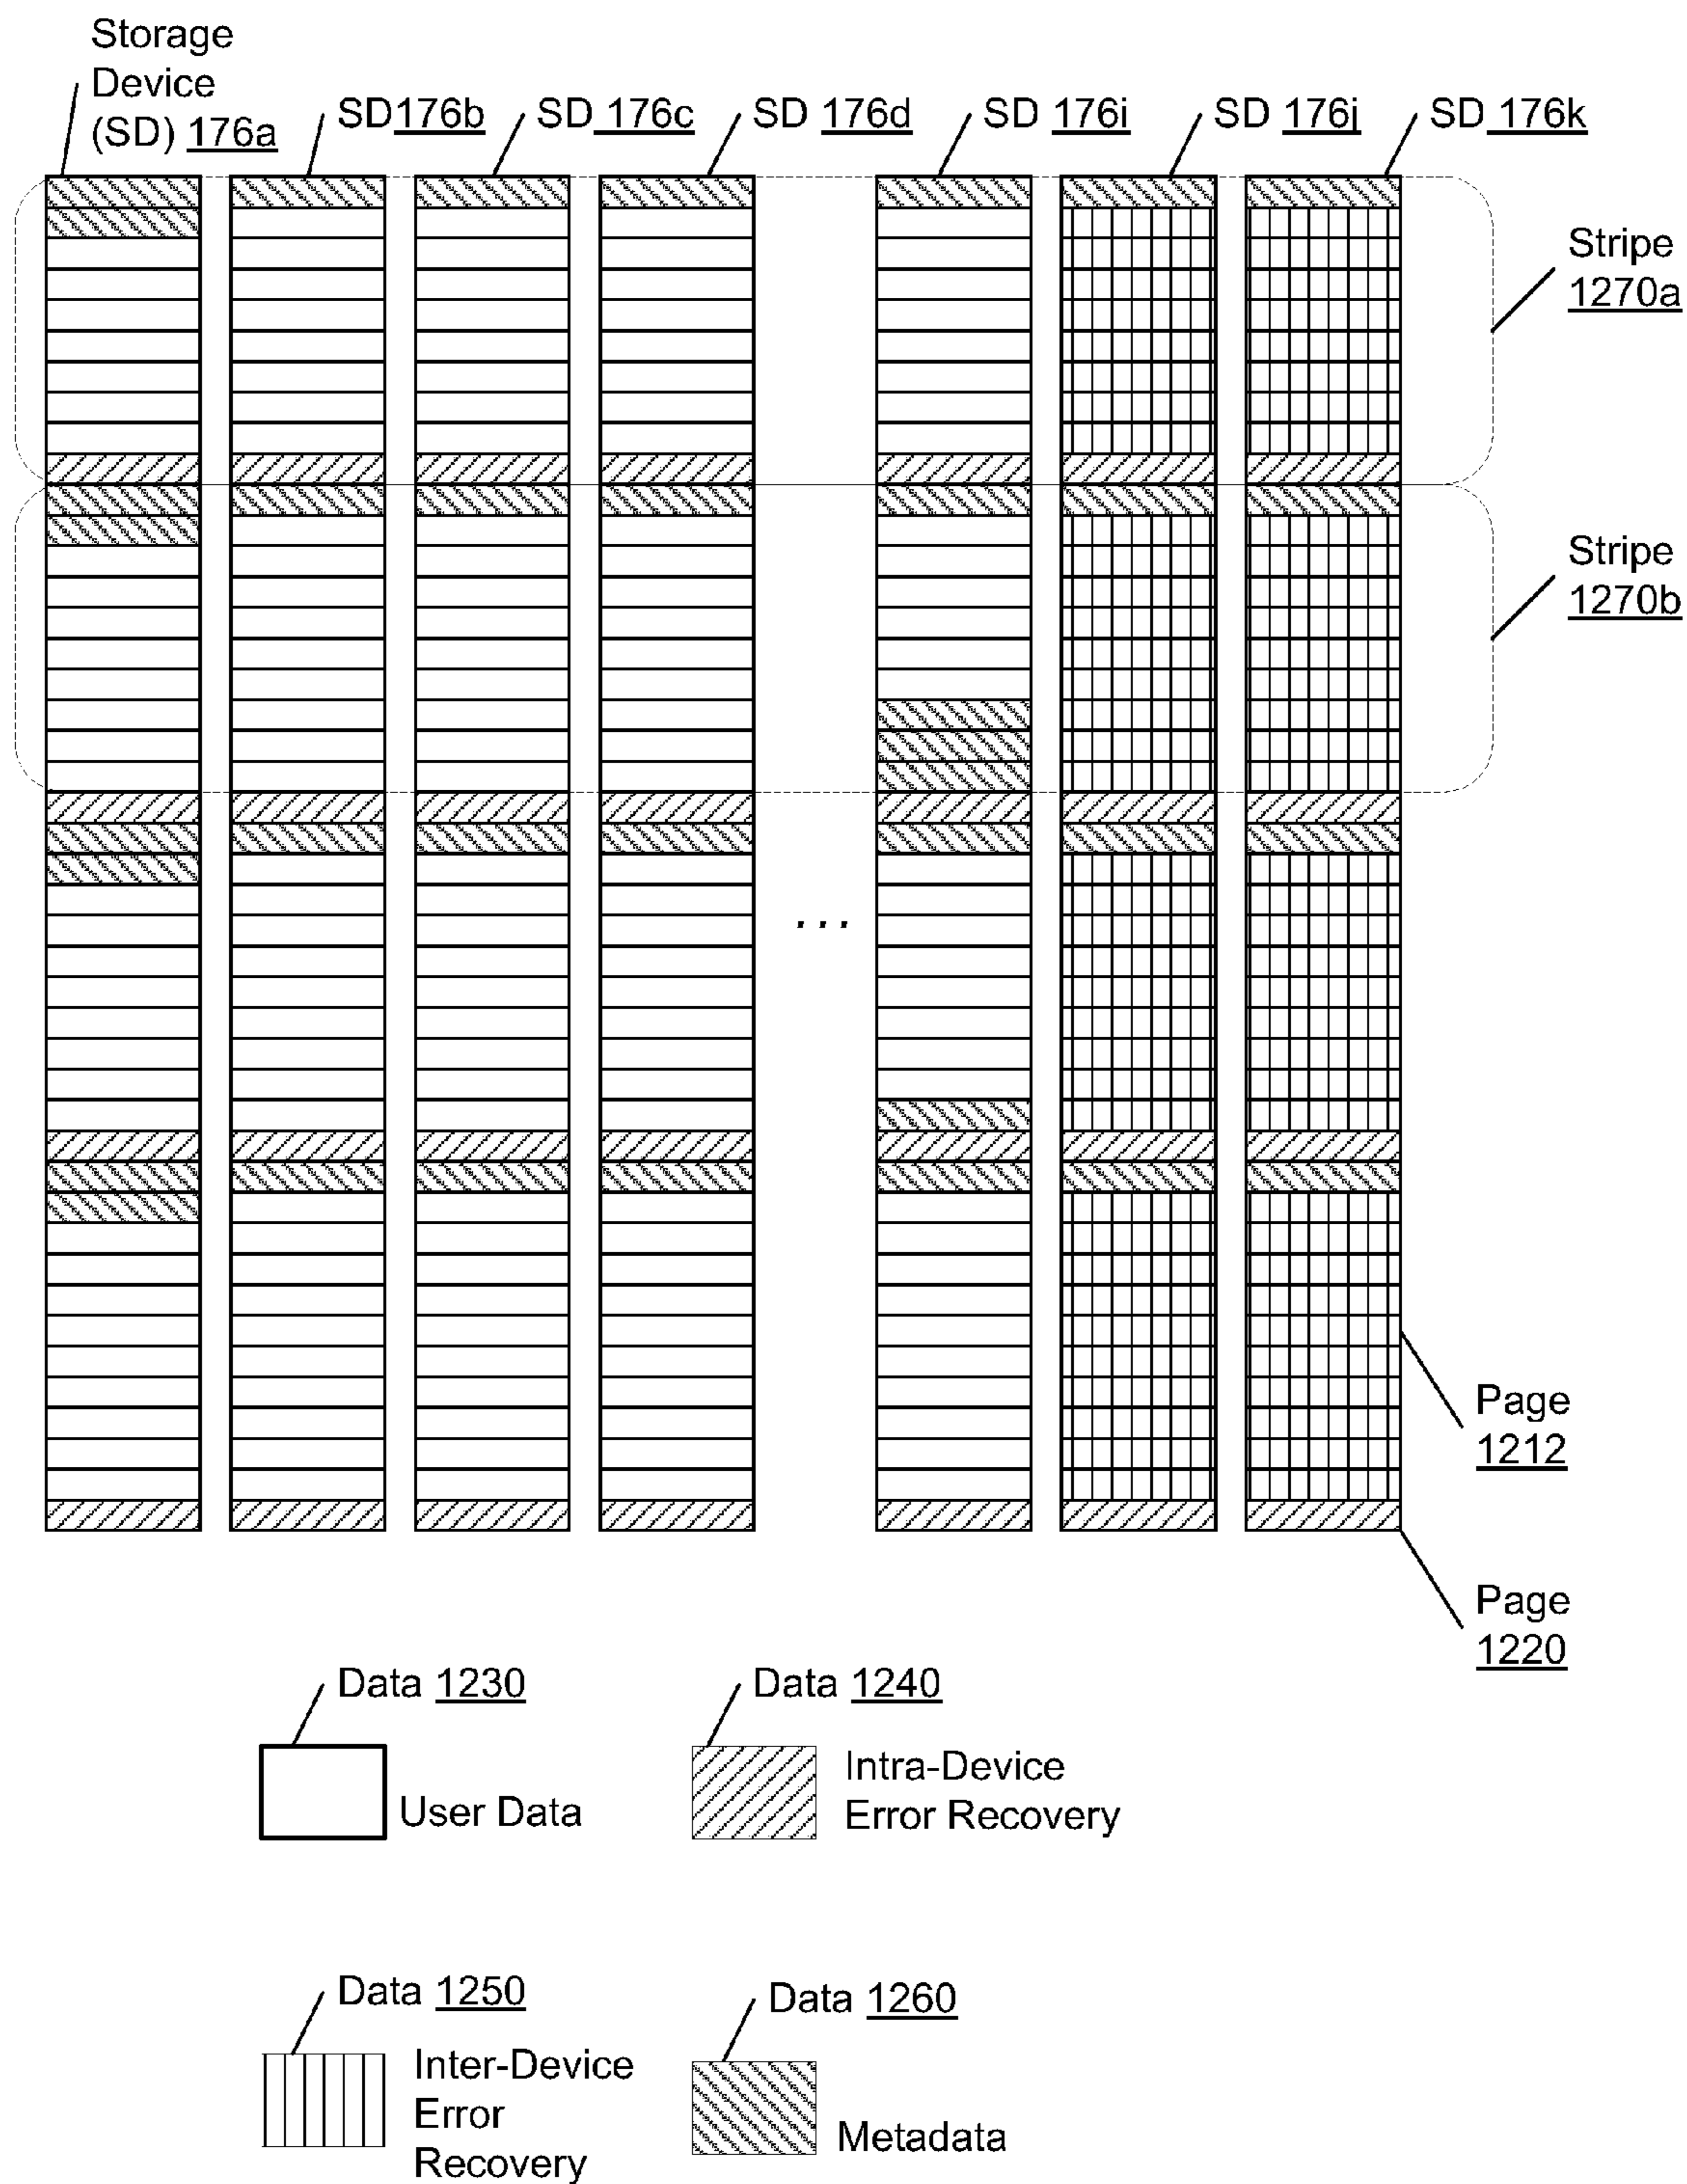 Storage
Device
(SD) 176a
SD176b
SD 176c
SD 176d
SD 176i
SD 176j
SD 176k
Stripe
1270a
Stripe
1270b
. . .
Page
1212
Page
1220
Data 1230
User Data
Data 1240
Intra-Device
Error Recovery
Data 1250
Inter-Device
Error
Recovery
Data 1260
Metadata